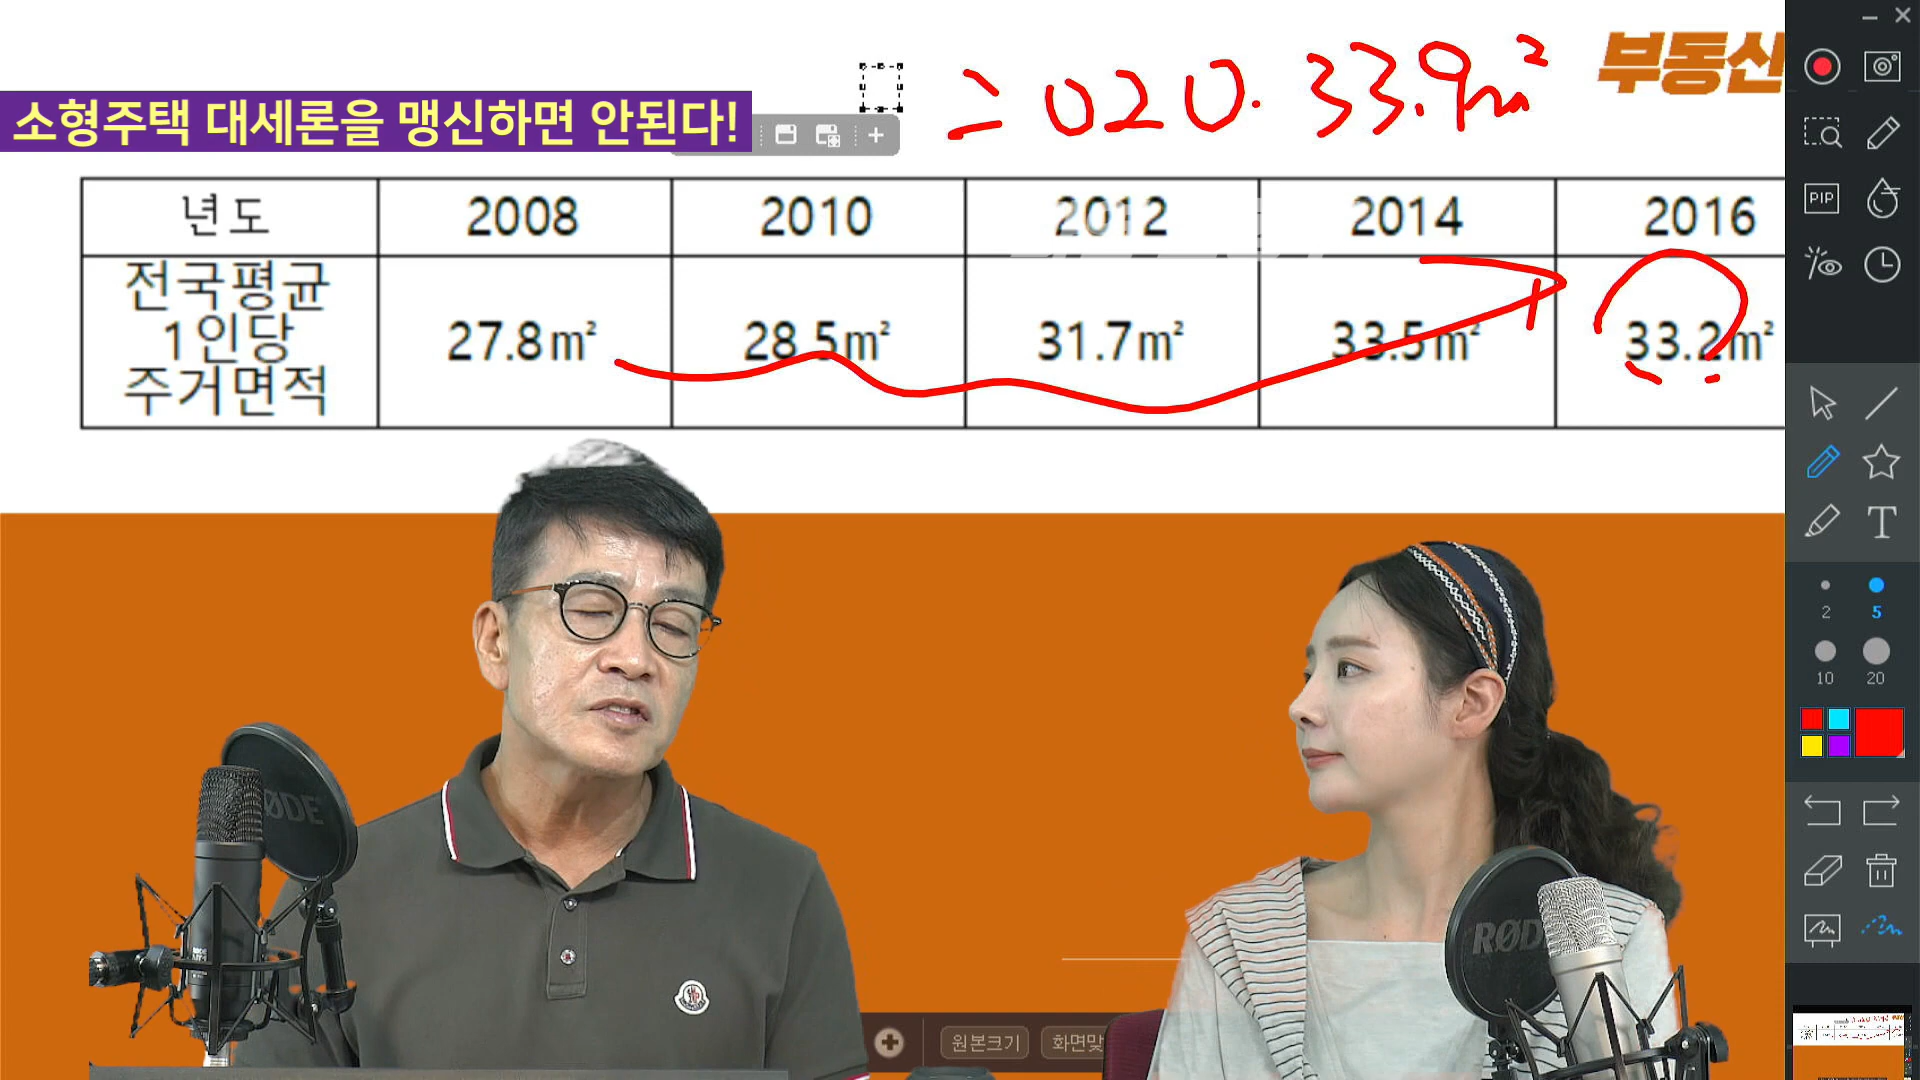 = 020. 33.9m²
부동산
소형주택 대세론을 맹신하면 안된다!
년도 2008 2010 2012 2014 2016
전국평균
1인당
주거면적
27.8㎡ 28.5㎡ 31.7㎡ 33.5㎡ 33.2㎡
PIP
T
2 5
10 20
RØDE
RØD
원본크기 화면맞